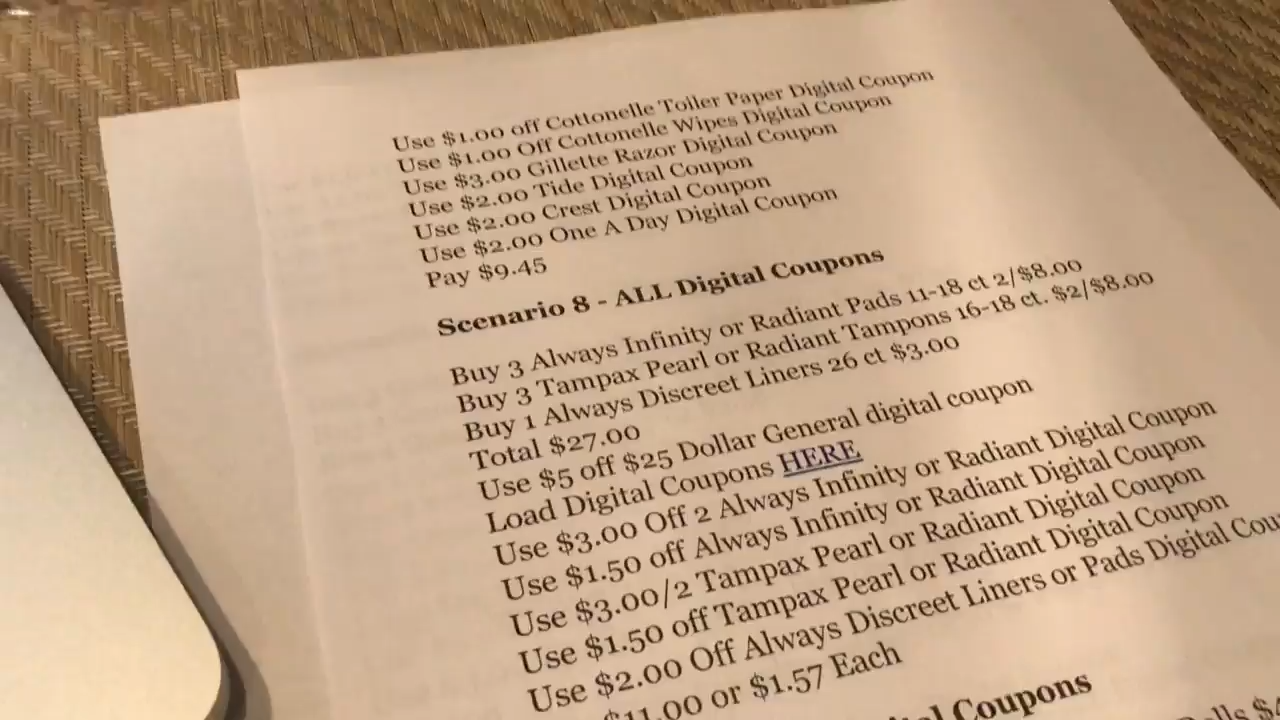 Use $1.00 off Cottonelle Toiler Paper Digital Coupon
Use $1.00 Off Cottonelle Wipes Digital Coupon
Use $3.00 Gillette Razor Digital Coupon
Use $2.00 Tide Digital Coupon
Use $2.00 Crest Digital Coupon
Use $2.00 One A Day Digital Coupon
Pay $9.45
Scenario 8 - ALL Digital Coupons
Buy 3 Always Infinity or Radiant Pads 11-18 ct 2/$8.00
Buy 3 Tampax Pearl or Radiant Tampons 16-18 ct. $2/$8.00
Buy 1 Always Discreet Liners 26 ct $3.00
Total $27.00
Use $5 off $25 Dollar General digital coupon
Load Digital Coupons HERE
Use $3.00 Off 2 Always Infinity or Radiant Digital Coupon
Use $1.50 off Always Infinity or Radiant Digital Coupon
Use $3.00/2 Tampax Pearl or Radiant Digital Coupon
Use $1.50 off Tampax Pearl or Radiant Digital Coupon
Use $2.00 Off Always Discreet Liners or Pads Digital Cou
$11.00 or $1.57 Each
Coupons